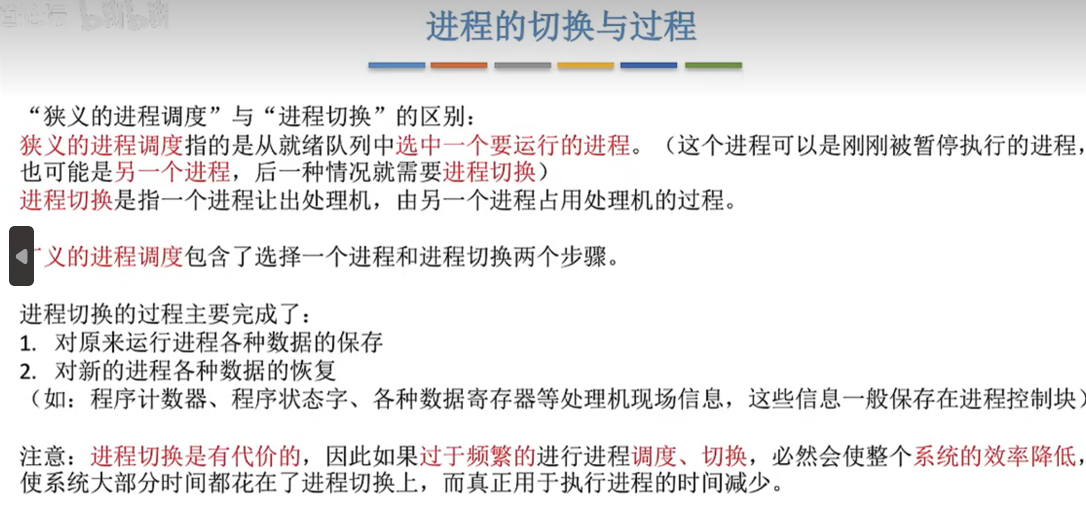 进程的切换与过程
“狭义的进程调度”与“进程切换”的区别：
狭义的进程调度指的是从就绪队列中选中一个要运行的进程。（这个进程可以是刚刚被暂停执行的进程，
也可能是另一个进程，后一种情况就需要进程切换）
进程切换是指一个进程让出处理机，由另一个进程占用处理机的过程。
义的进程调度包含了选择一个进程和进程切换两个步骤。
进程切换的过程主要完成了：
1. 对原来运行进程各种数据的保存
2. 对新的进程各种数据的恢复
（如：程序计数器、程序状态字、各种数据寄存器等处理机现场信息，这些信息一般保存在进程控制块）
注意：进程切换是有代价的，因此如果过于频繁的进行进程调度、切换，必然会使整个系统的效率降低，
使系统大部分时间都花在了进程切换上，而真正用于执行进程的时间减少。